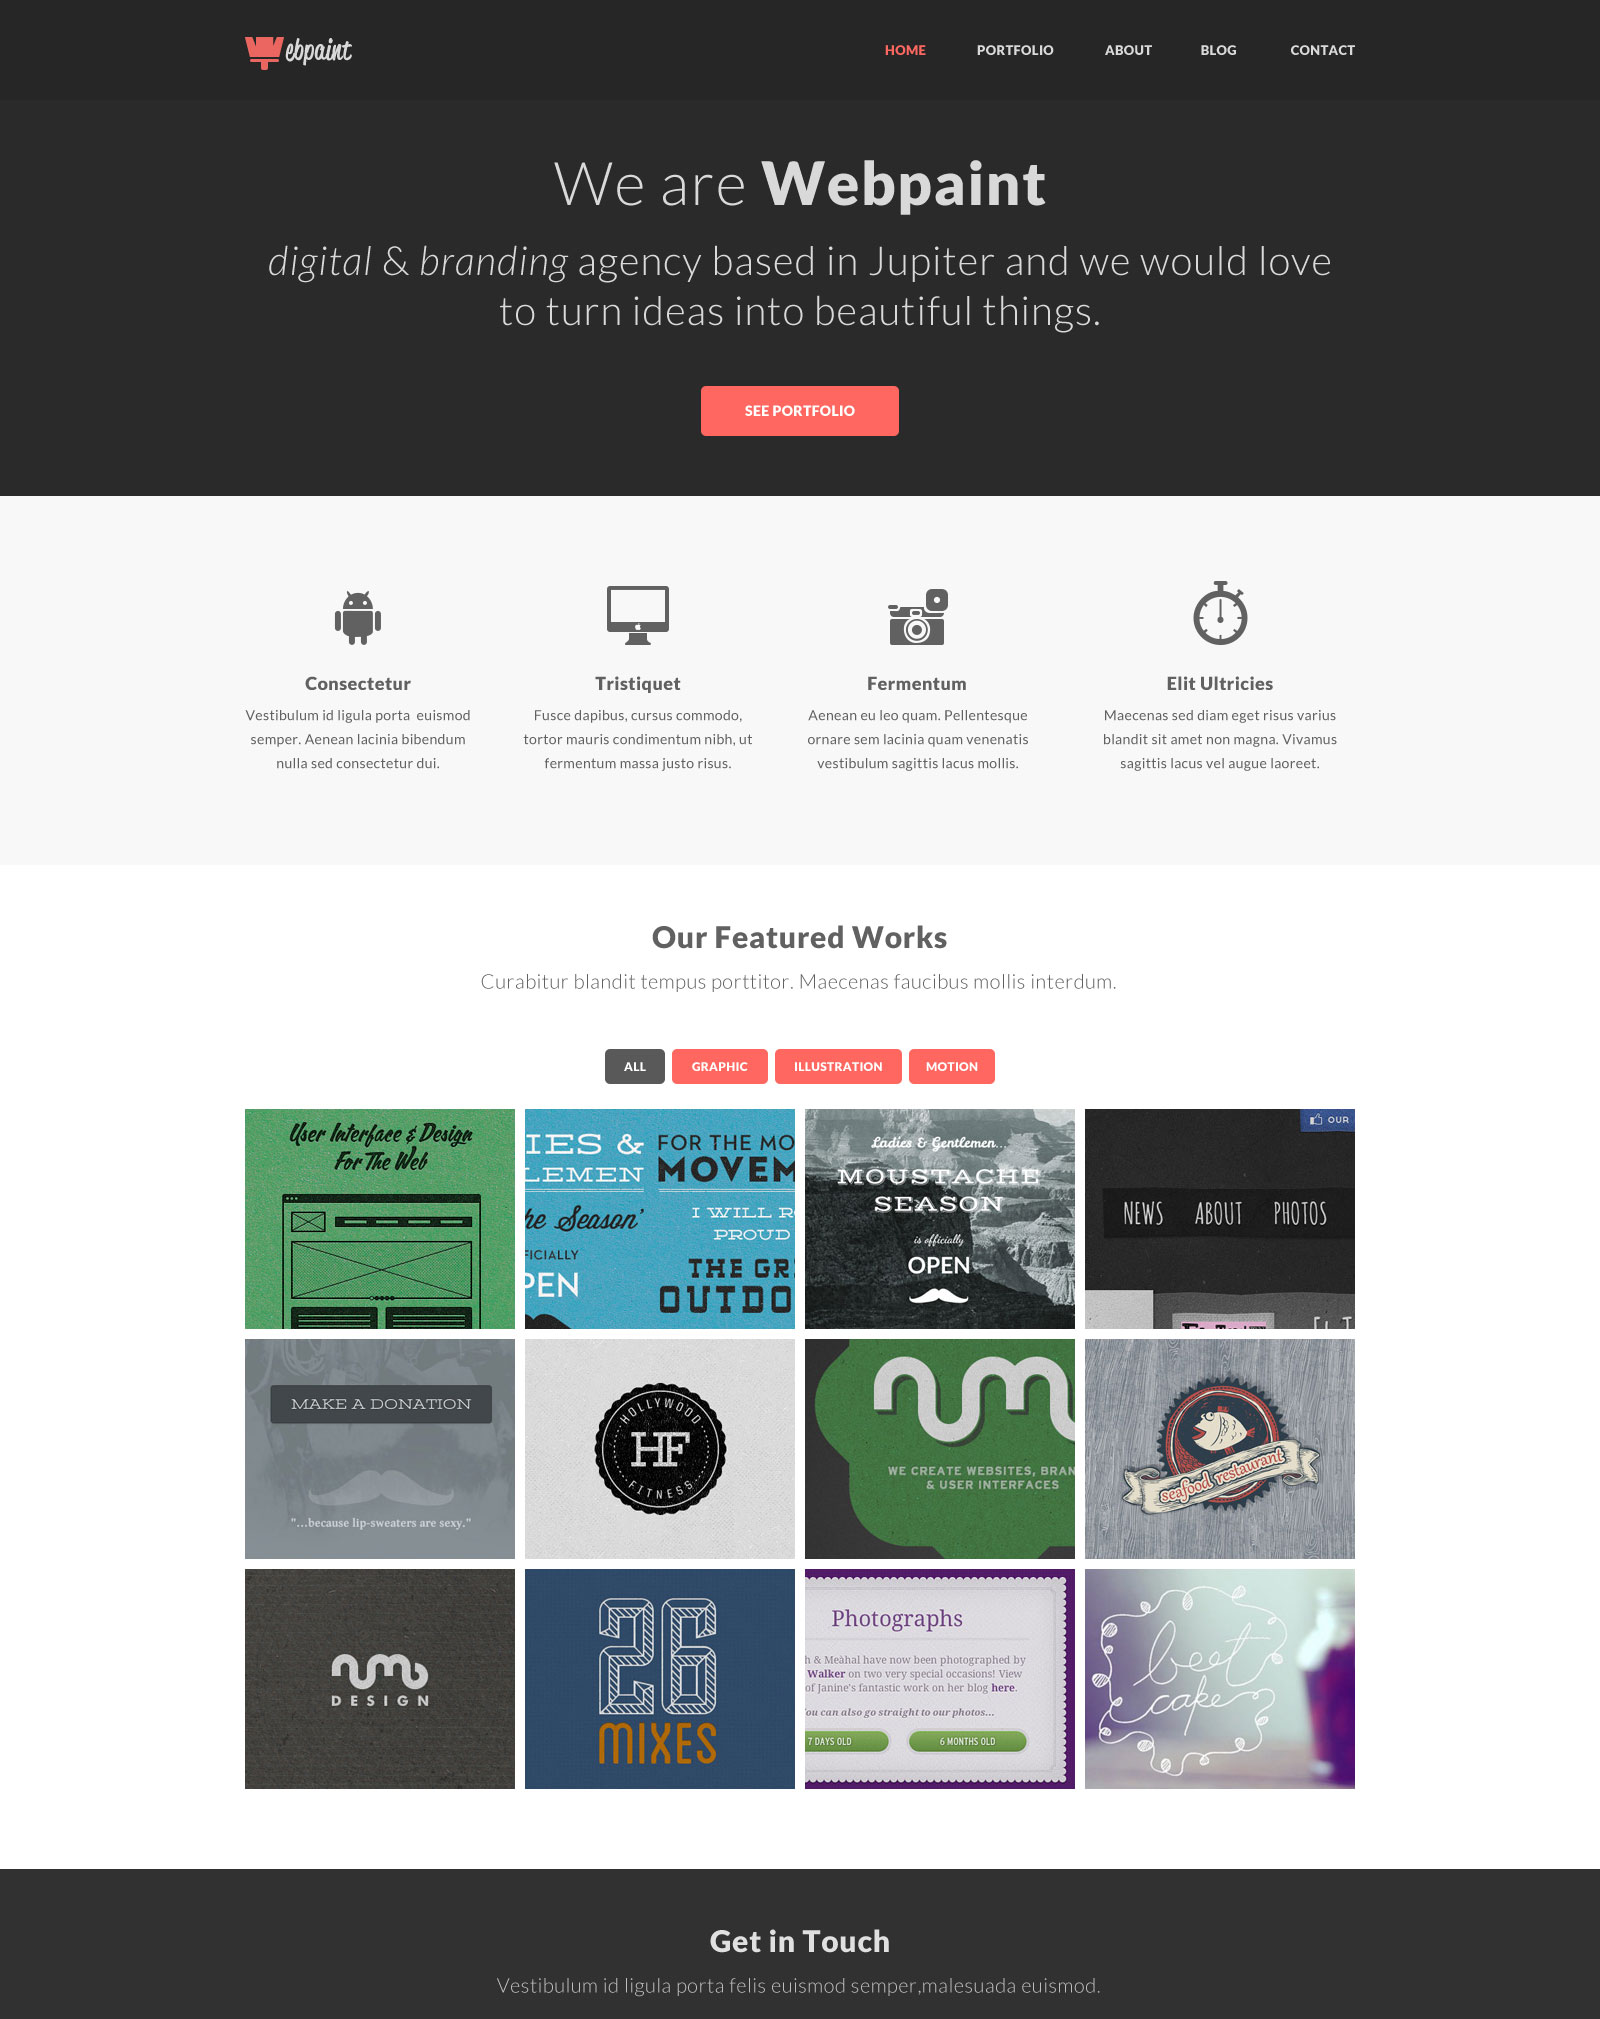 Webpaint
HOME PORTFOLIO ABOUT BLOG CONTACT
We are Webpaint
digital & branding agency based in Jupiter and we would love
to turn ideas into beautiful things.
SEE PORTFOLIO
Consectetur
Vestibulum id ligula porta euismod
semper. Aenean lacinia bibendum
nulla sed consectetur dui.
Tristiquet
Fusce dapibus, cursus commodo,
tortor mauris condimentum nibh, ut
fermentum massa justo risus.
Fermentum
Aenean eu leo quam. Pellentesque
ornare sem lacinia quam venenatis
vestibulum sagittis lacus mollis.
Elit Ultricies
Maecenas sed diam eget risus varius
blandit sit amet non magna. Vivamus
sagittis lacus vel augue laoreet.
Our Featured Works
Curabitur blandit tempus porttitor. Maecenas faucibus mollis interdum.
ALL GRAPHIC ILLUSTRATION MOTION
User Interface & Design
For The Web
IES &
LEMEN
he Season'
FICIALLY
PEN
FOR THE MO
MOVEM
I WILL R
PROUD
THE GR
OUTDO
Ladies & Gentlemen...
MOUSTACHE
SEASON
is officially
OPEN
OUR
NEWS ABOUT PHOTOS
MAKE A DONATION
"...because lip-sweaters are sexy."
HOLLYWOOD
HF
FITNESS
WE CREATE WEBSITES, BRAN
& USER INTERFACES
seafood restaurant
DESIGN
26
MIXES
Photographs
h & Meàhal have now been photographed by
Walker on two very special occasions! View
of Janine's fantastic work on her blog here.
You can also go straight to our photos...
7 DAYS OLD 6 MONTHS OLD
beet
cake
Get in Touch
Vestibulum id ligula porta felis euismod semper,malesuada euismod.